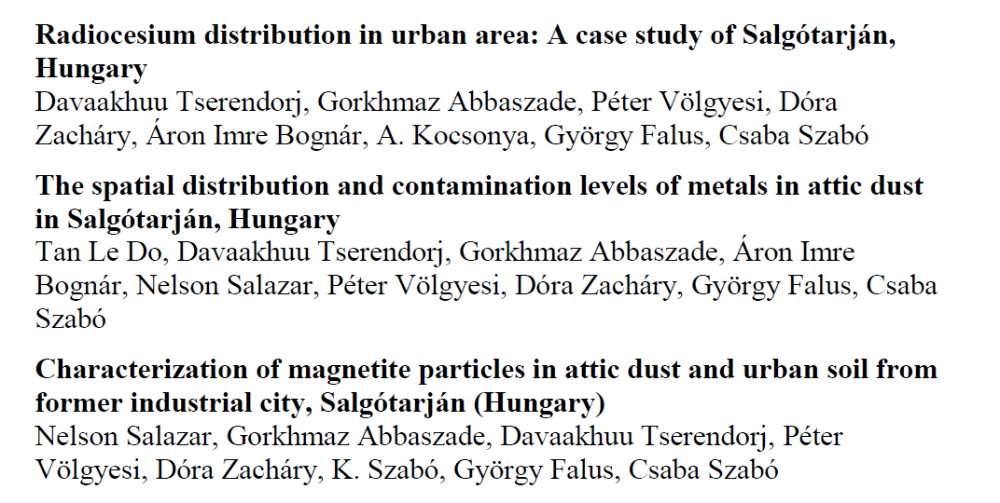 Radiocesium distribution in urban area: A case study of Salgótarján,
Hungary
Davaakhuu Tserendorj, Gorkhmaz Abbaszade, Péter Völgyesi, Dóra
Zacháry, Áron Imre Bognár, A. Kocsonya, György Falus, Csaba Szabó
The spatial distribution and contamination levels of metals in attic dust
in Salgótarján, Hungary
Tan Le Do, Davaakhuu Tserendorj, Gorkhmaz Abbaszade, Áron Imre
Bognár, Nelson Salazar, Péter Völgyesi, Dóra Zacháry, György Falus, Csaba
Szabó
Characterization of magnetite particles in attic dust and urban soil from
former industrial city, Salgótarján (Hungary)
Nelson Salazar, Gorkhmaz Abbaszade, Davaakhuu Tserendorj, Péter
Völgyesi, Dóra Zacháry, K. Szabó, György Falus, Csaba Szabó